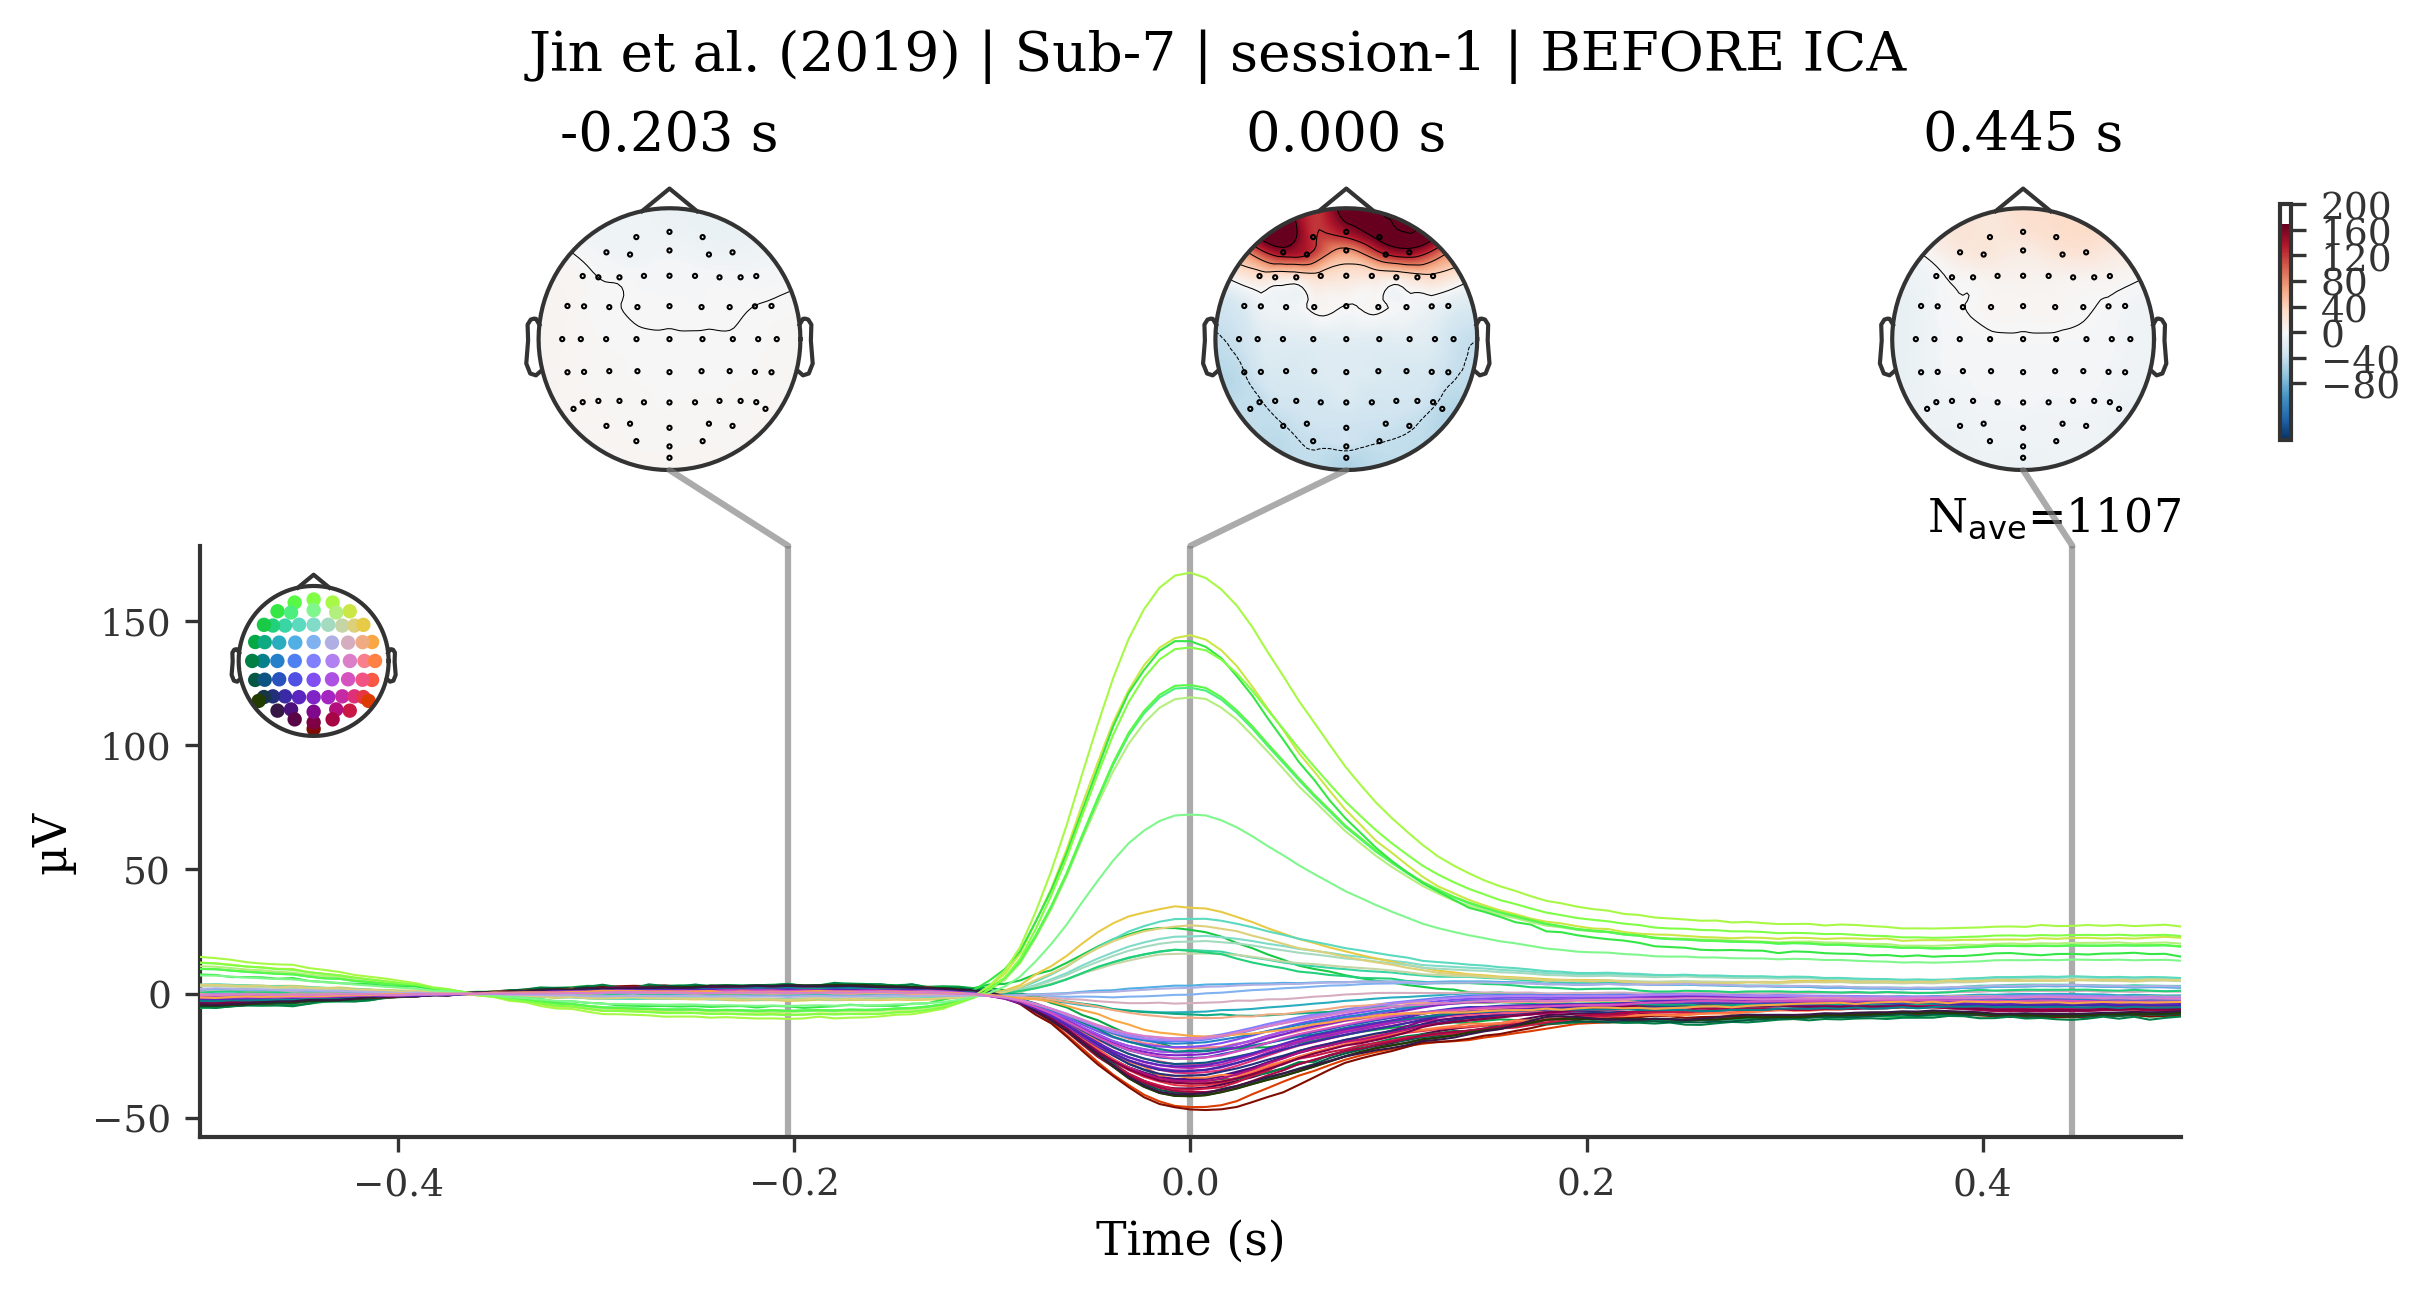 Jin et al. (2019) | Sub-7 | session-1 | BEFORE ICA
-0.203 s
0.000 s
0.445 s
200
160
120
80
40
0
−40
−80
Nave=1107
150
100
50
0
−50
µV
−0.4
−0.2
0.0
0.2
0.4
Time (s)